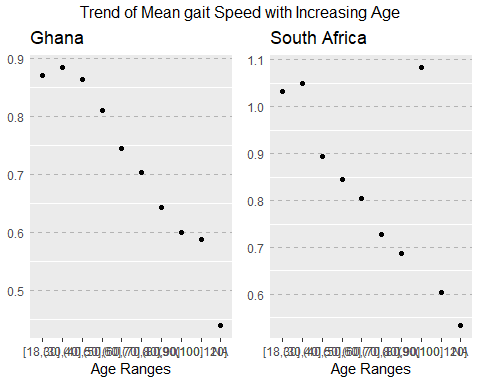 Trend of Mean gait Speed with Increasing Age
Ghana
South Africa
0.9
0.8
0.7
0.6
0.5
1.1
1.0
0.9
0.8
0.7
0.6
Age Ranges
Age Ranges